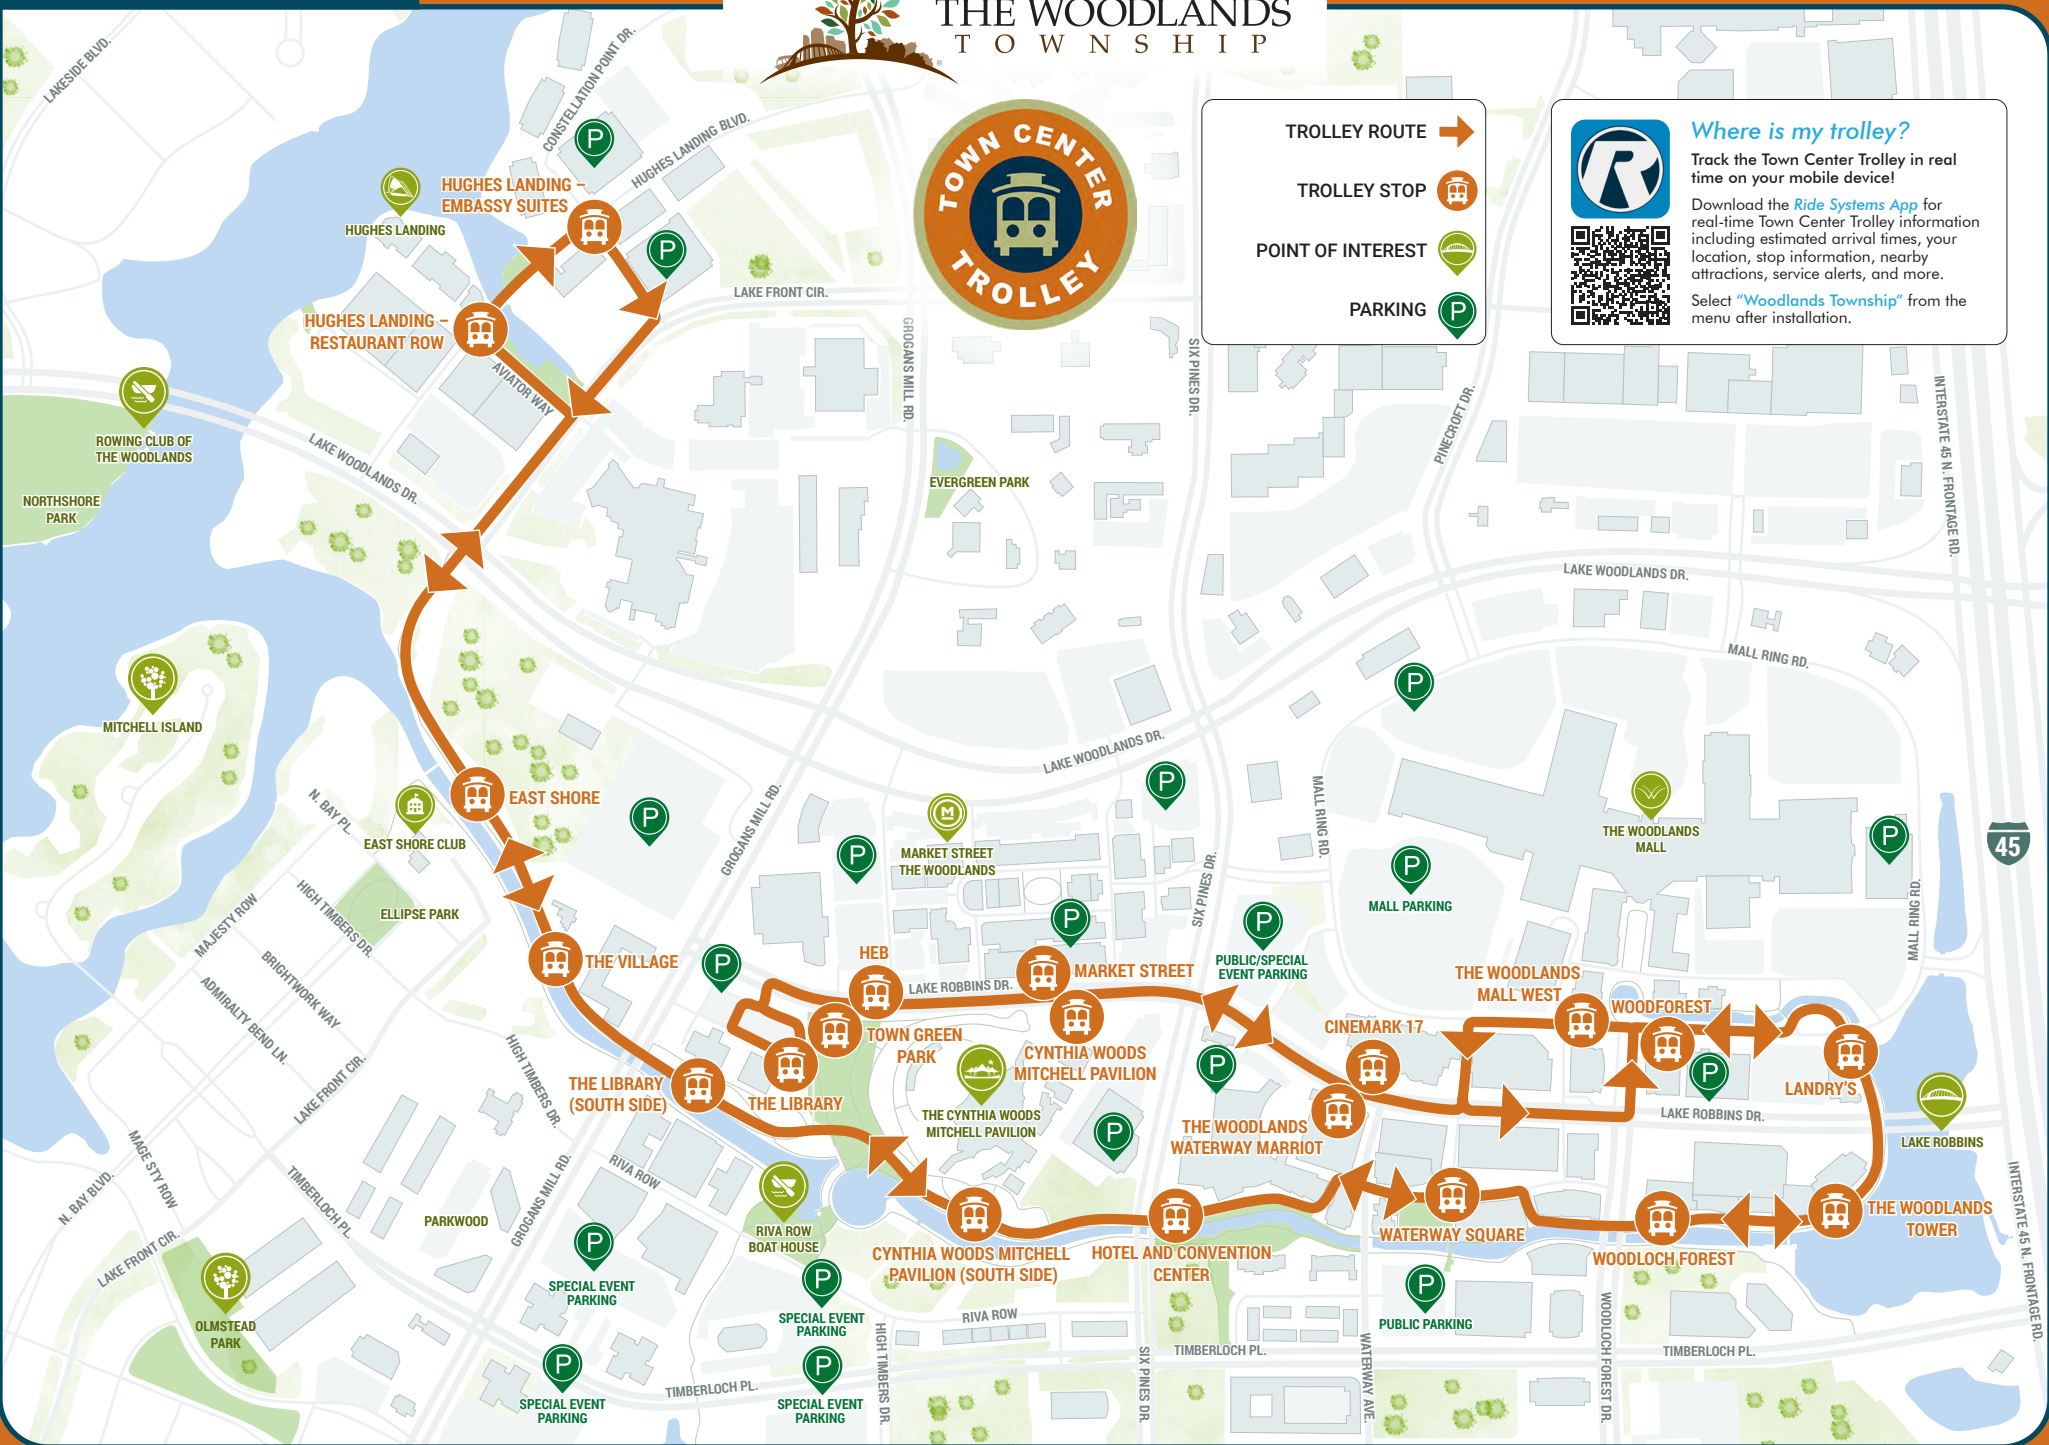 THE WOODLANDS
TOWNSHIP
TOWN CENTER
TROLLEY
TROLLEY ROUTE
TROLLEY STOP
POINT OF INTEREST
PARKING
P
R
Where is my trolley?
Track the Town Center Trolley in real
time on your mobile device!
Download the Ride Systems App for
real-time Town Center Trolley information
including estimated arrival times, your
location, stop information, nearby
attractions, service alerts, and more.
Select "Woodlands Township" from the
menu after installation.
LAKESIDE BLVD.
CONSTELLATION POINT DR.
P
HUGHES LANDING BLVD.
HUGHES LANDING –
EMBASSY SUITES
HUGHES LANDING
P
LAKE FRONT CIR.
HUGHES LANDING –
RESTAURANT ROW
AVIATOR WAY
GROGANS MILL RD.
SIX PINES DR.
PINECROFT DR.
INTERSTATE 45 N. FRONTAGE RD.
ROWING CLUB OF
THE WOODLANDS
LAKE WOODLANDS DR.
NORTHSHORE
PARK
EVERGREEN PARK
LAKE WOODLANDS DR.
MALL RING RD.
P
MITCHELL ISLAND
LAKE WOODLANDS DR.
P
N. BAY PL.
EAST SHORE
EAST SHORE CLUB
P
GROGANS MILL RD.
P
M
MARKET STREET
THE WOODLANDS
MALL RING RD.
THE WOODLANDS
MALL
P
45
P
MALL PARKING
MALL RING RD.
SIX PINES DR.
MAJESTY ROW
HIGH TIMBERS DR.
ELLIPSE PARK
BRIGHTWORK WAY
ADMIRALTY BEND LN.
THE VILLAGE
P
HEB
LAKE ROBBINS DR.
P
MARKET STREET
P
PUBLIC/SPECIAL
EVENT PARKING
THE WOODLANDS
MALL WEST
WOODFOREST
CINEMARK 17
TOWN GREEN
PARK
CYNTHIA WOODS
MITCHELL PAVILION
P
P
LANDRY'S
HIGH TIMBERS DR.
LAKE FRONT CIR.
THE LIBRARY
(SOUTH SIDE)
THE LIBRARY
THE CYNTHIA WOODS
MITCHELL PAVILION
P
THE WOODLANDS
WATERWAY MARRIOT
LAKE ROBBINS DR.
LAKE ROBBINS
MAGE STY ROW
N. BAY BLVD.
TIMBERLOCH PL.
RIVA ROW
GROGANS MILL RD.
PARKWOOD
RIVA ROW
BOAT HOUSE
CYNTHIA WOODS MITCHELL
PAVILION (SOUTH SIDE)
HOTEL AND CONVENTION
CENTER
WATERWAY SQUARE
WOODLOCH FOREST
THE WOODLANDS
TOWER
INTERSTATE 45 N. FRONTAGE RD.
LAKE FRONT CIR.
P
SPECIAL EVENT
PARKING
P
SPECIAL EVENT
PARKING
P
PUBLIC PARKING
OLMSTEAD
PARK
RIVA ROW
HIGH TIMBERS DR.
SIX PINES DR.
TIMBERLOCH PL.
WATERWAY AVE.
WOODLOCH FOREST DR.
TIMBERLOCH PL.
P
SPECIAL EVENT
PARKING
TIMBERLOCH PL.
P
SPECIAL EVENT
PARKING